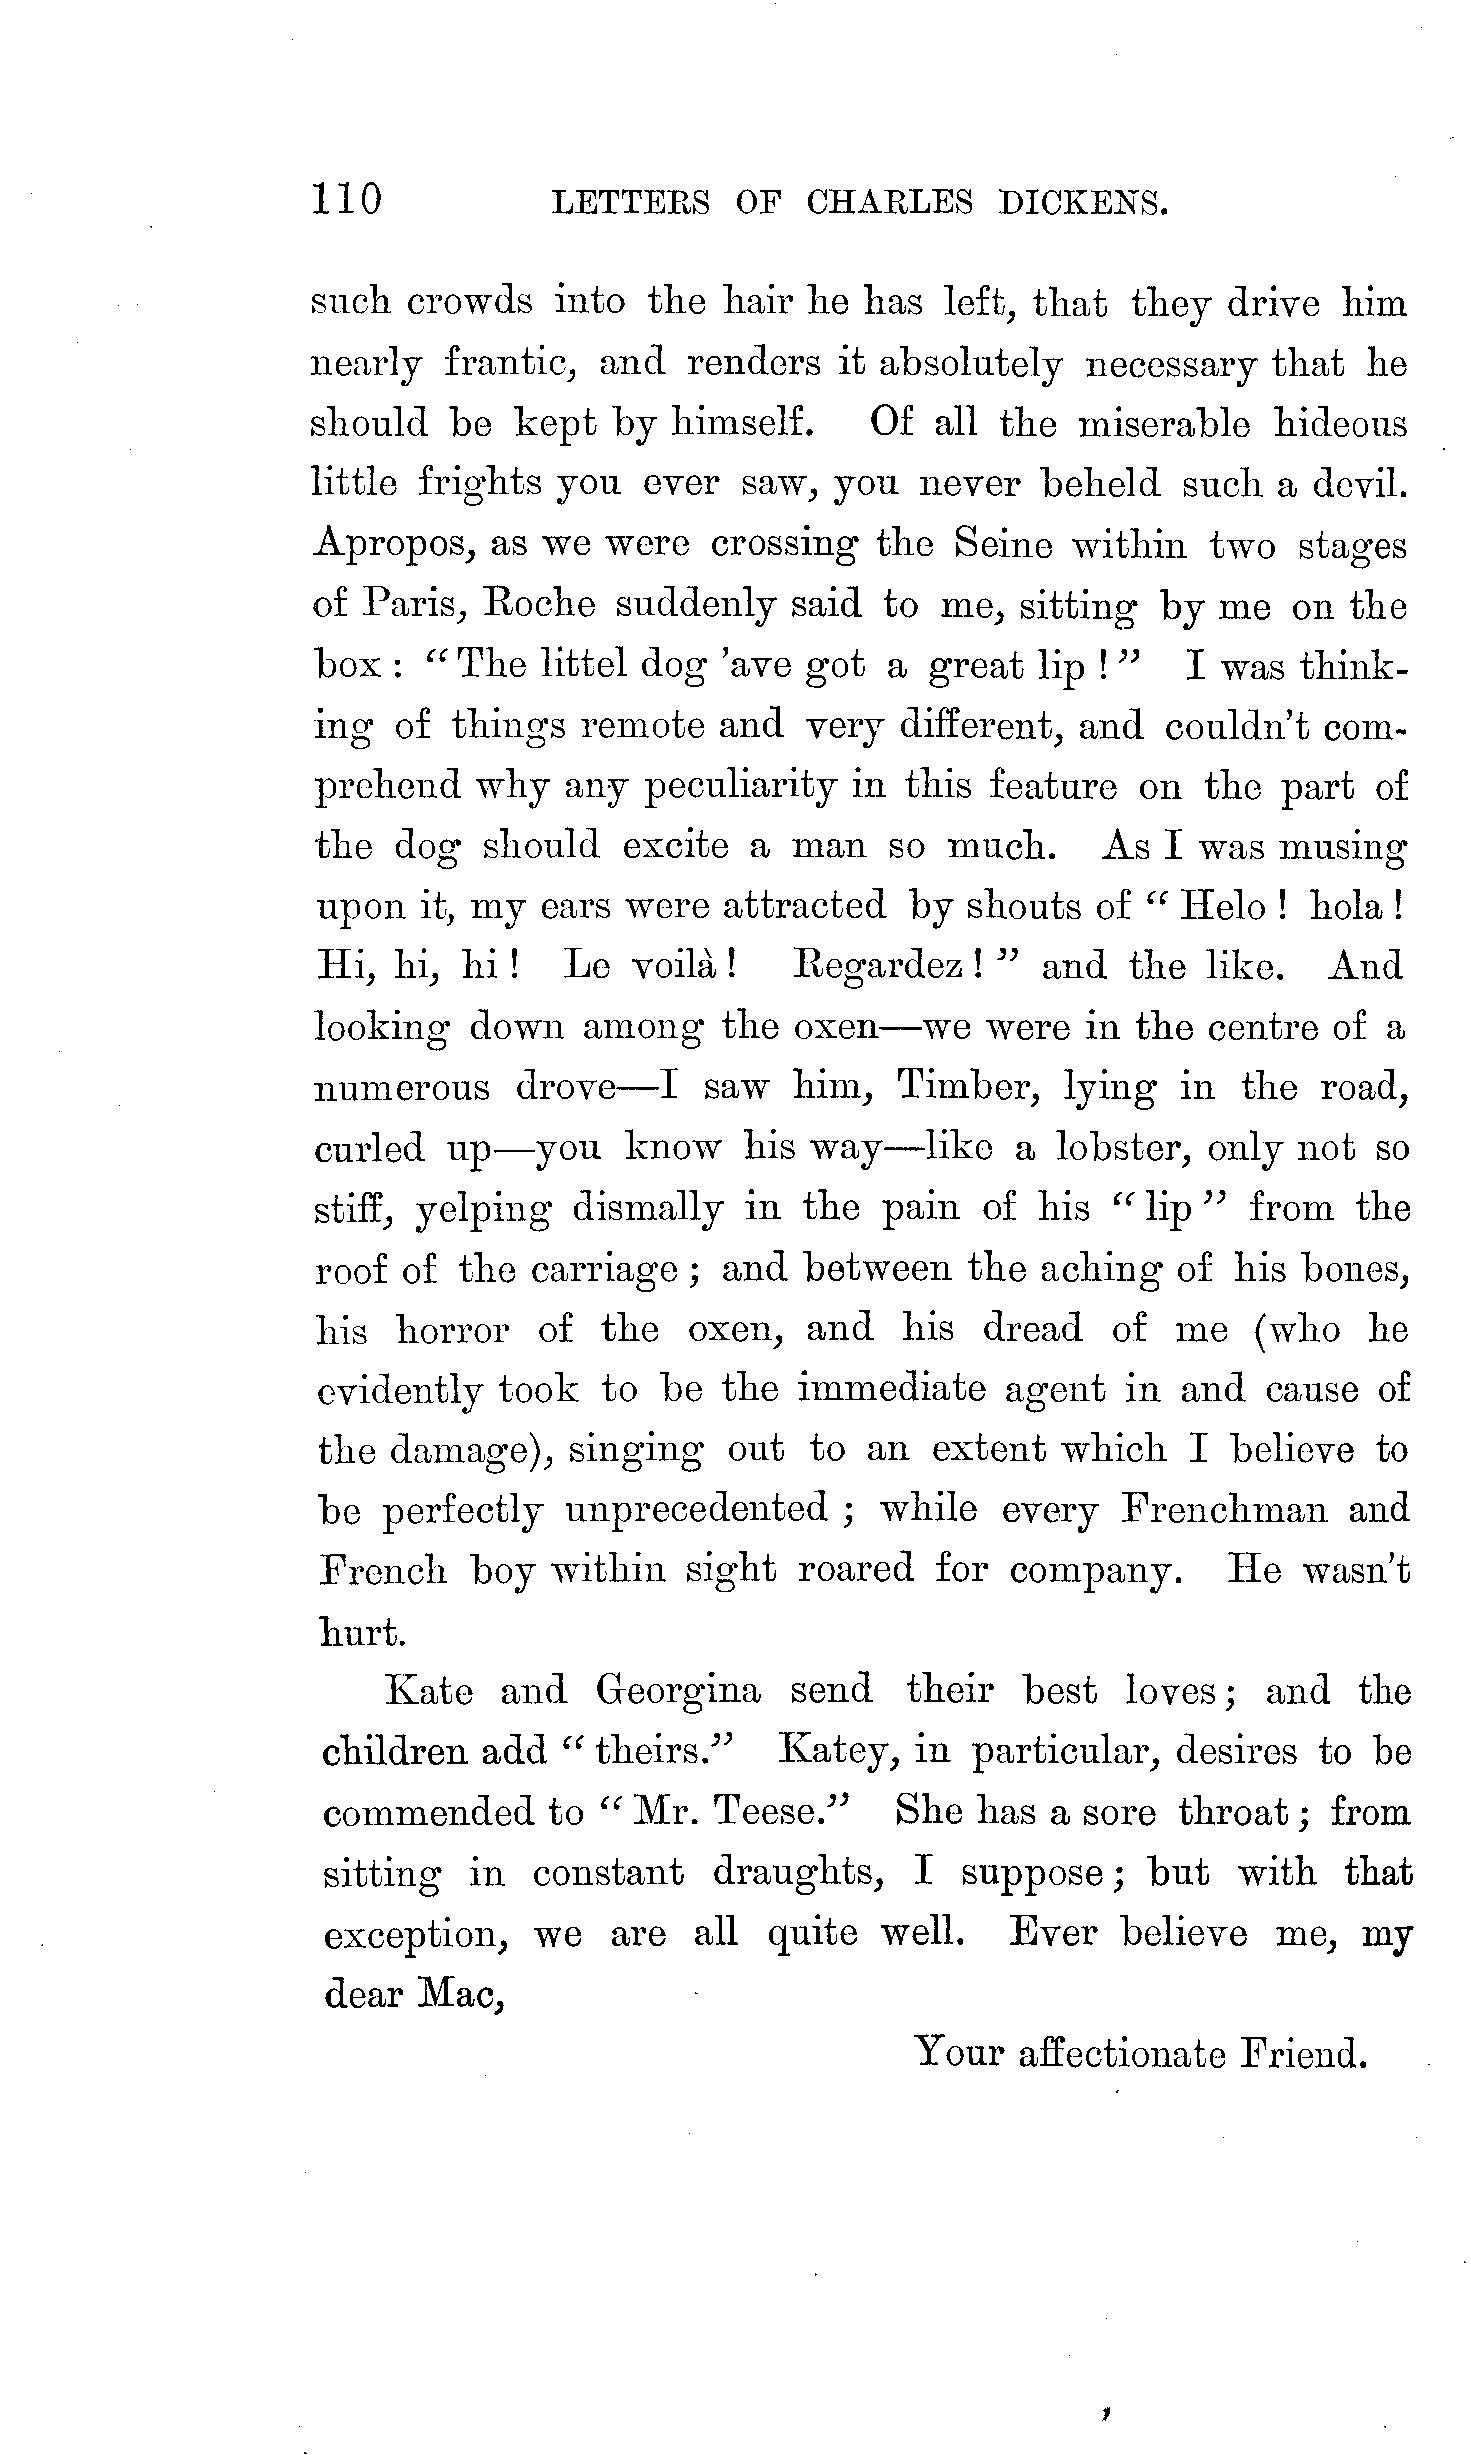 110 LETTERS OF CHARLES DICKENS.
such crowds into the hair he has left, that they drive him
nearly frantic, and renders it absolutely necessary that he
should be kept by himself. Of all the miserable hideous
little frights you ever saw, you never beheld such a devil.
Apropos, as we were crossing the Seine within two stages
of Paris, Roche suddenly said to me, sitting by me on the
box : “ The littel dog ’ave got a great lip ! ” I was think-
ing of things remote and very different, and couldn’t com-
prehend why any peculiarity in this feature on the part of
the dog should excite a man so much. As I was musing
upon it, my ears were attracted by shouts of “ Helo ! hola !
Hi, hi, hi ! Le voilà ! Regardez ! ” and the like. And
looking down among the oxen—we were in the centre of a
numerous drove—I saw him, Timber, lying in the road,
curled up—you know his way—like a lobster, only not so
stiff, yelping dismally in the pain of his “ lip ” from the
roof of the carriage ; and between the aching of his bones,
his horror of the oxen, and his dread of me (who he
evidently took to be the immediate agent in and cause of
the damage), singing out to an extent which I believe to
be perfectly unprecedented ; while every Frenchman and
French boy within sight roared for company. He wasn’t
hurt.
Kate and Georgina send their best loves ; and the
children add “ theirs.” Katey, in particular, desires to be
commended to “ Mr. Teese.” She has a sore throat ; from
sitting in constant draughts, I suppose ; but with that
exception, we are all quite well. Ever believe me, my
dear Mac,
Your affectionate Friend.